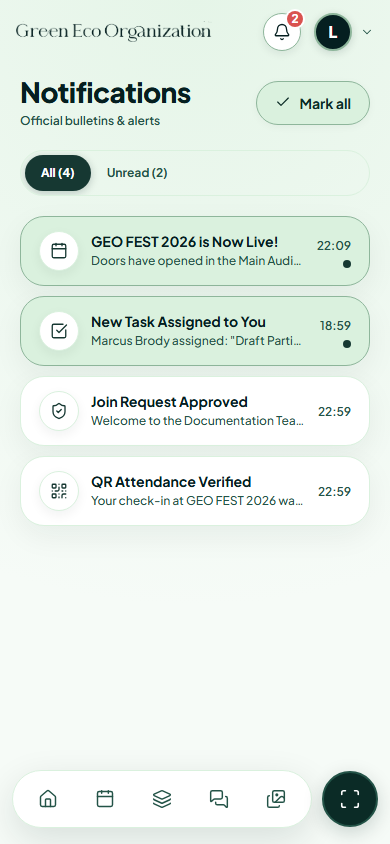 Green Eco Organization
2
L
Notifications
Official bulletins & alerts
Mark all
All (4)
Unread (2)
GEO FEST 2026 is Now Live!
22:09
Doors have opened in the Main Audi...
New Task Assigned to You
18:59
Marcus Brody assigned: "Draft Parti...
Join Request Approved
Welcome to the Documentation Tea...
22:59
QR Attendance Verified
Your check-in at GEO FEST 2026 wa...
22:59